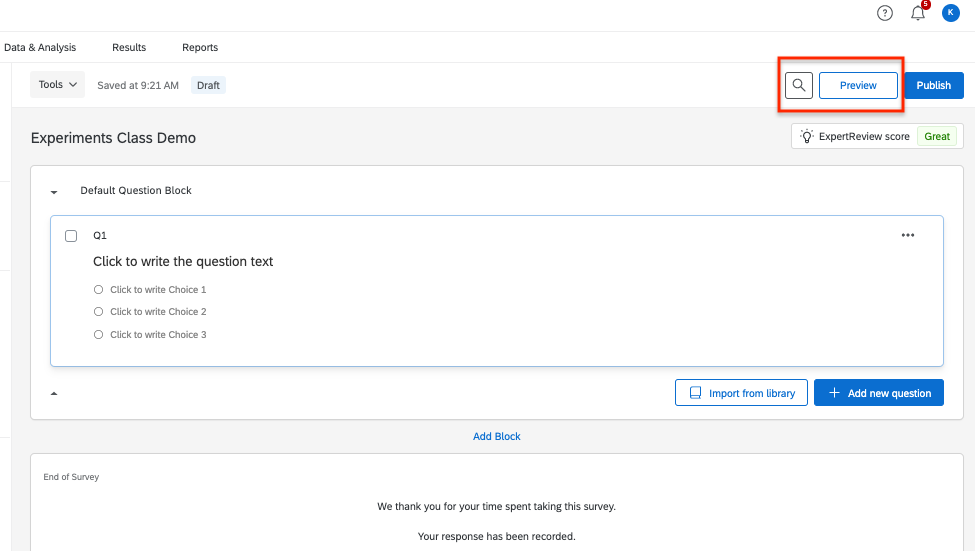 5
K
Data & Analysis Results Reports
Tools Saved at 9:21 AM Draft Preview Publish
Experiments Class Demo ExpertReview score Great
Default Question Block
Q1
Click to write the question text
Click to write Choice 1
Click to write Choice 2
Click to write Choice 3
Import from library Add new question
Add Block
End of Survey
We thank you for your time spent taking this survey.
Your response has been recorded.